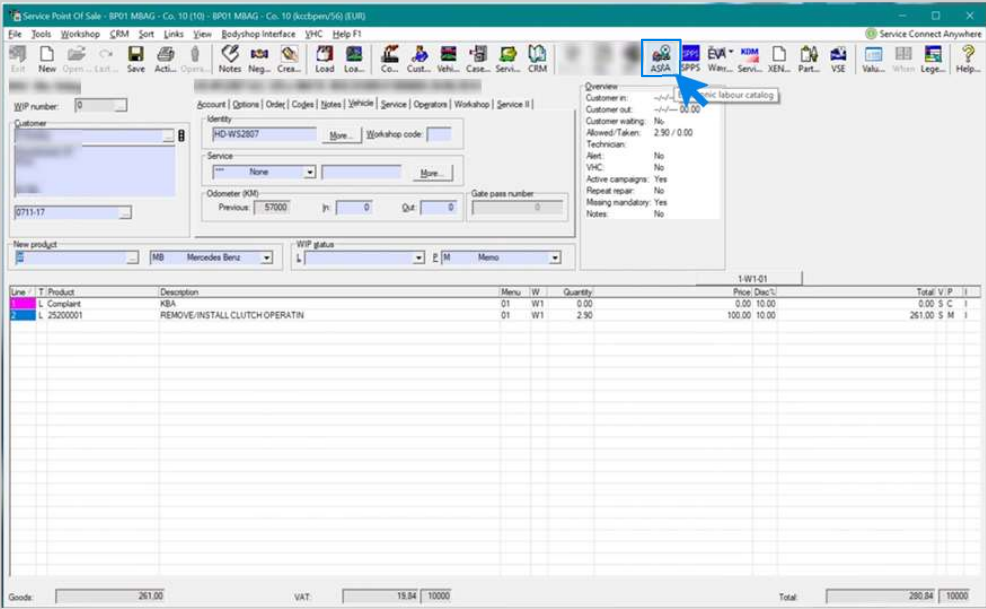 Service Point Of Sale - BP01 MBAG - Co. 10 (10) - BP01 MBAG - Co. 10 (kccbpen/56) (EUR)
File Tools Workshop CRM Sort Links View Bodyshop Interface VHC Help F1
Service Connect Anywhere
Exit New Open ... Last ... Save Acti... Opera... Notes Neg... Crea... Load Loa... Co... Cust... Vehi... Case... Servi... CRM ASRA SPPS Warr... Servi... XEN... Part... VSE Valu... When Lege... Help...
SPPS EVA KDM
onic labour catalog
WIP number: 0 ...
Account Options Order Codes Notes Vehicle Service Operators Workshop Service II
Customer
Identity
HD-WS2807 More... Workshop code:
Service
*** None More...
Odometer (KM)
Previous: 57000 In: 0 Out: 0
Gate pass number
0
0711-17 ...
Overview
Customer in: --/--/--
Customer out: --/--/-- 00.00
Customer waiting: No
Allowed/Taken: 2.90 / 0.00
Technician:
Alert: No
VHC: No
Active campaigns: Yes
Repeat repair: No
Missing mandatory: Yes
Notes: No
New product
... MB Mercedes Benz
WIP status
L P M Memo
1-W1-01
Line / T Product Description Menu W Quantity Price Disc% Total V P I
1 L Complaint KBA 01 W1 0.00 0.00 10.00 0.00 S C I
2 L 25200001 REMOVE/INSTALL CLUTCH OPERATIN 01 W1 2.90 100.00 10.00 261.00 S M I
Goods: 261.00 VAT: 19.84 10000 Total: 280.84 10000